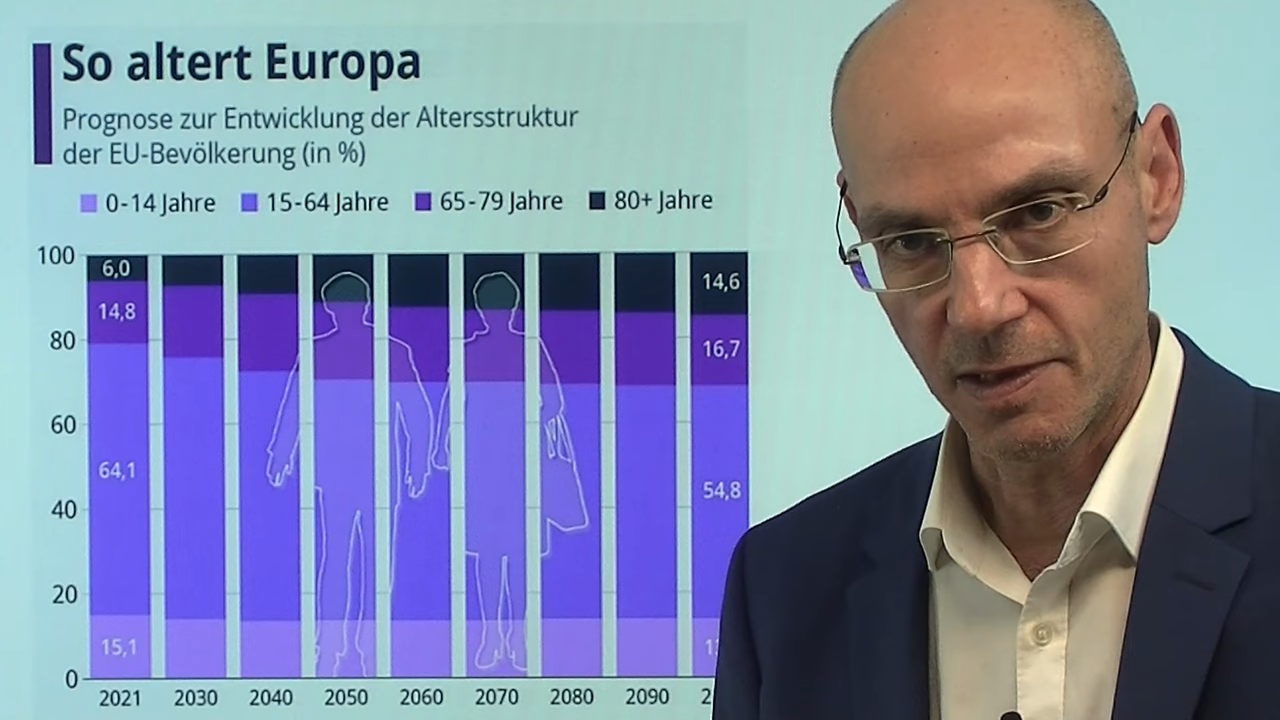 So altert Europa
Prognose zur Entwicklung der Altersstruktur
der EU-Bevölkerung (in %)
0-14 Jahre 15-64 Jahre 65-79 Jahre 80+ Jahre
100
6,0 14,6
14,8
80 16,7
60
64,1
54,8
40
20
15,1
0
2021 2030 2040 2050 2060 2070 2080 2090